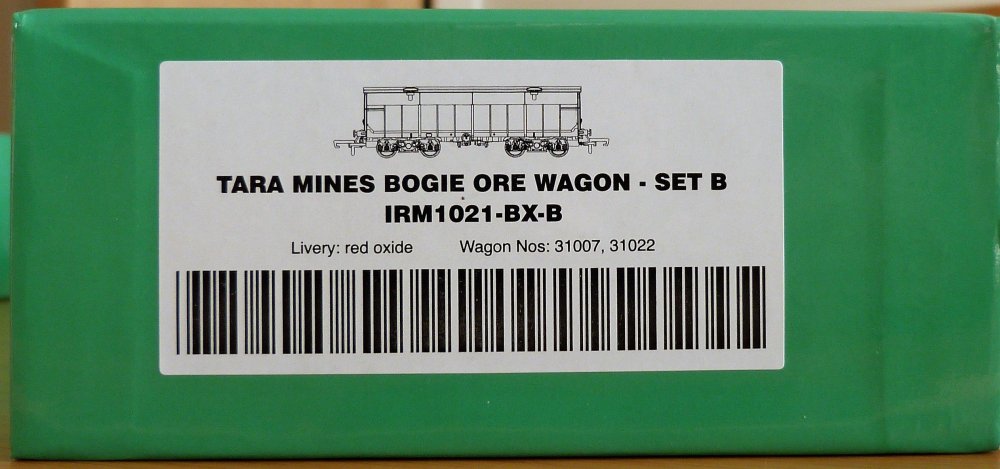 TARA MINES BOGIE ORE WAGON - SET B
IRM1021-BX-B
Livery: red oxide Wagon Nos: 31007, 31022